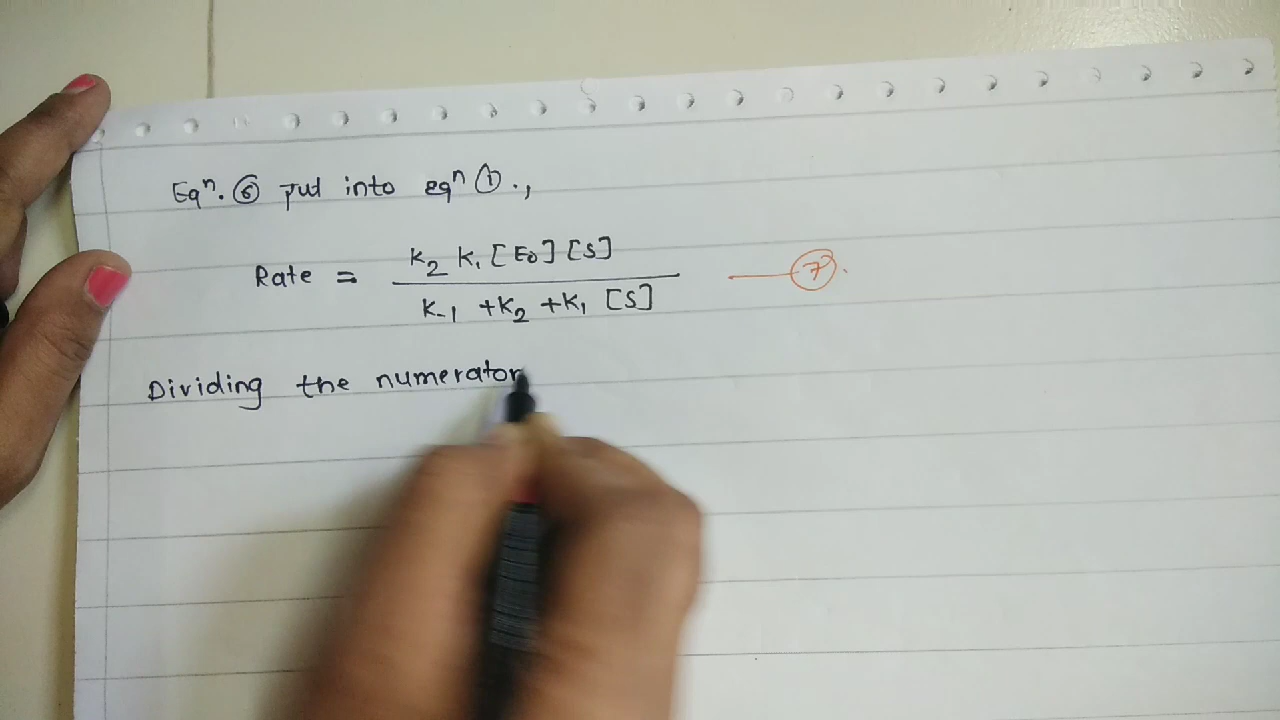 Eqⁿ. ⑥ put into eqⁿ ①.,
Rate = K₂ K₁ [E₀] [S] / K₋₁ + K₂ + K₁ [S] —— ⑦.
Dividing the numerator